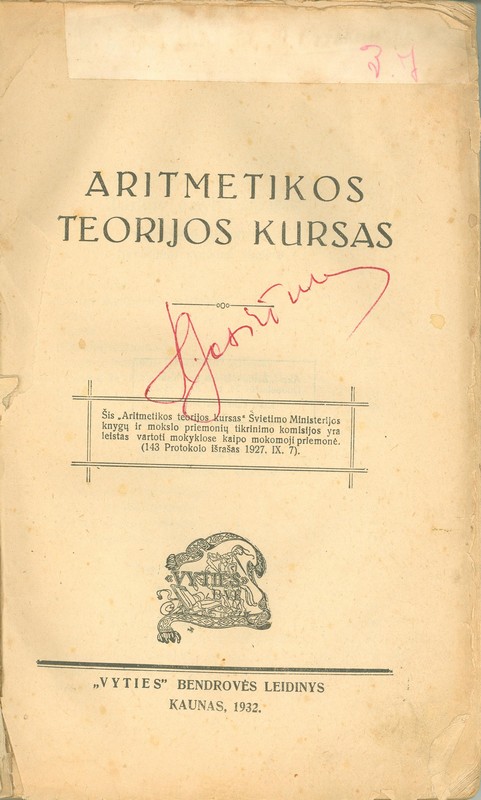 3. 7
ARITMETIKOS
TEORIJOS KURSAS
Šis „Aritmetikos teorijos kursas“ Švietimo Ministerijos
knygų ir mokslo priemonių tikrinimo komisijos yra
leistas vartoti mokyklose kaipo mokomoji priemonė.
(143 Protokolo išrašas 1927. IX. 7).
«VYTIES»
B-VĖ
„VYTIES” BENDROVĖS LEIDINYS
KAUNAS, 1932.